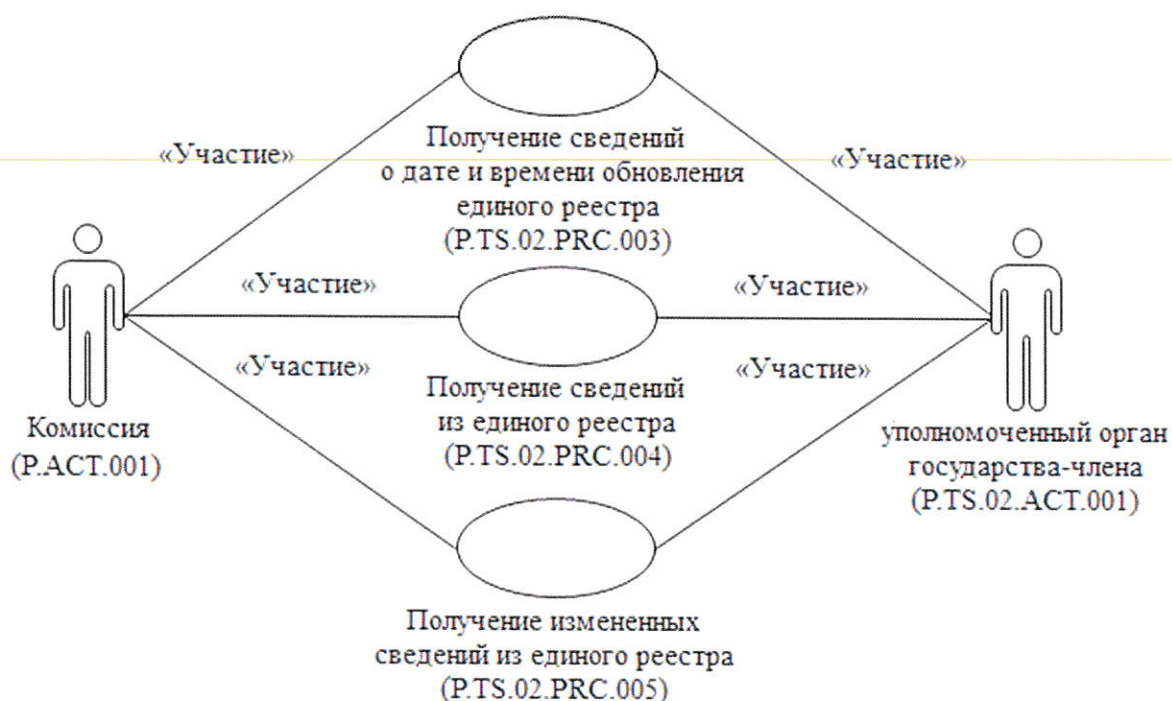 «Участие»
«Участие»
Получение сведений
о дате и времени обновления
единого реестра
(P.TS.02.PRC.003)
«Участие»
«Участие»
«Участие»
«Участие»
Получение сведений
из единого реестра
(P.TS.02.PRC.004)
Комиссия
(P.ACT.001)
уполномоченный орган
государства-члена
(P.TS.02.ACT.001)
Получение измененных
сведений из единого реестра
(P.TS.02.PRC.005)